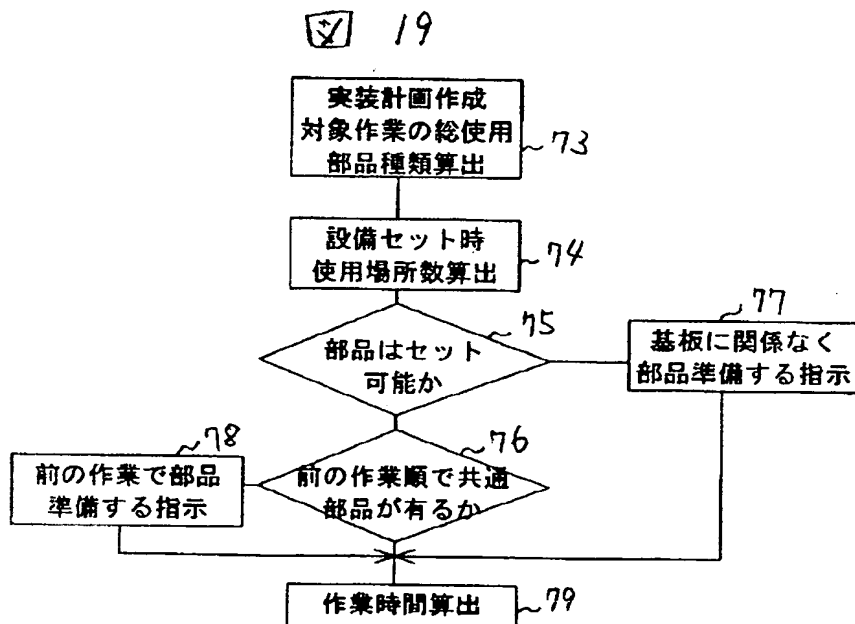 図 19
実装計画作成
対象作業の総使用
部品種類算出
73
設備セット時
使用場所数算出
74
75
部品はセット
可能か
77
基板に関係なく
部品準備する指示
76
前の作業順で共通
部品が有るか
78
前の作業で部品
準備する指示
作業時間算出
79